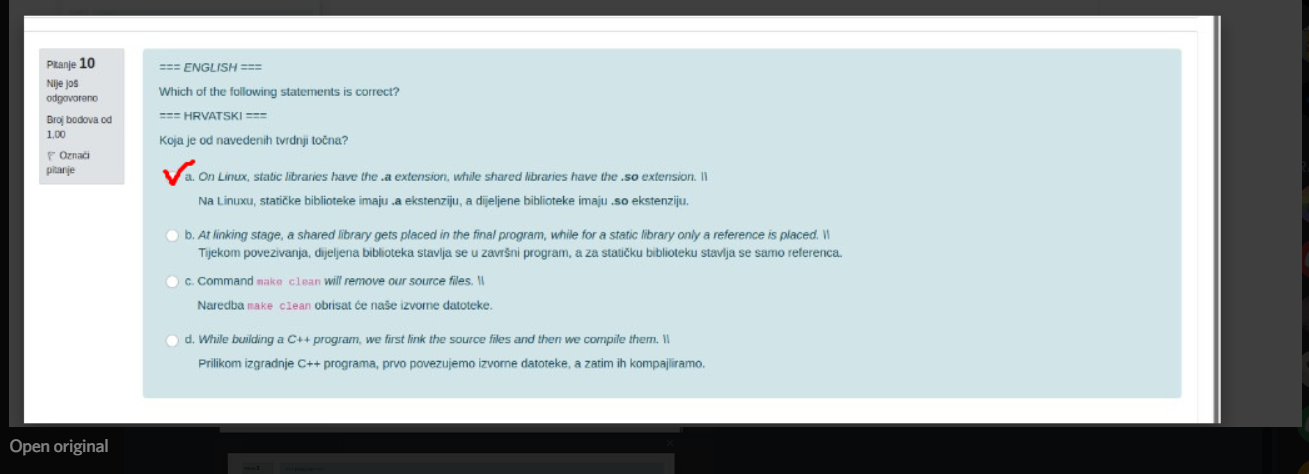 Pitanje 10
Nije još
odgovoreno
Broj bodova od
1,00
Označi
pitanje
=== ENGLISH ===
Which of the following statements is correct?
=== HRVATSKI ===
Koja je od navedenih tvrdnji točna?
a. On Linux, static libraries have the .a extension, while shared libraries have the .so extension. \\
Na Linuxu, statičke biblioteke imaju .a ekstenziju, a dijeljene biblioteke imaju .so ekstenziju.
b. At linking stage, a shared library gets placed in the final program, while for a static library only a reference is placed. \\
Tijekom povezivanja, dijeljena biblioteka stavlja se u završni program, a za statičku biblioteku stavlja se samo referenca.
c. Command make clean will remove our source files. \\
Naredba make clean obrisat će naše izvorne datoteke.
d. While building a C++ program, we first link the source files and then we compile them. \\
Prilikom izgradnje C++ programa, prvo povezujemo izvorne datoteke, a zatim ih kompajliramo.
Open original